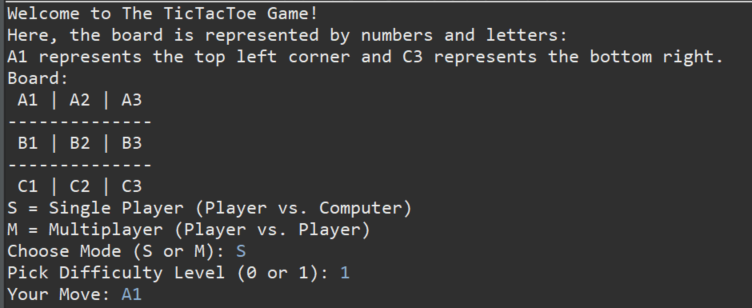 Welcome to The TicTacToe Game!
Here, the board is represented by numbers and letters:
A1 represents the top left corner and C3 represents the bottom right.
Board:
 A1 | A2 | A3
--------------
 B1 | B2 | B3
--------------
 C1 | C2 | C3
S = Single Player (Player vs. Computer)
M = Multiplayer (Player vs. Player)
Choose Mode (S or M): S
Pick Difficulty Level (0 or 1): 1
Your Move: A1